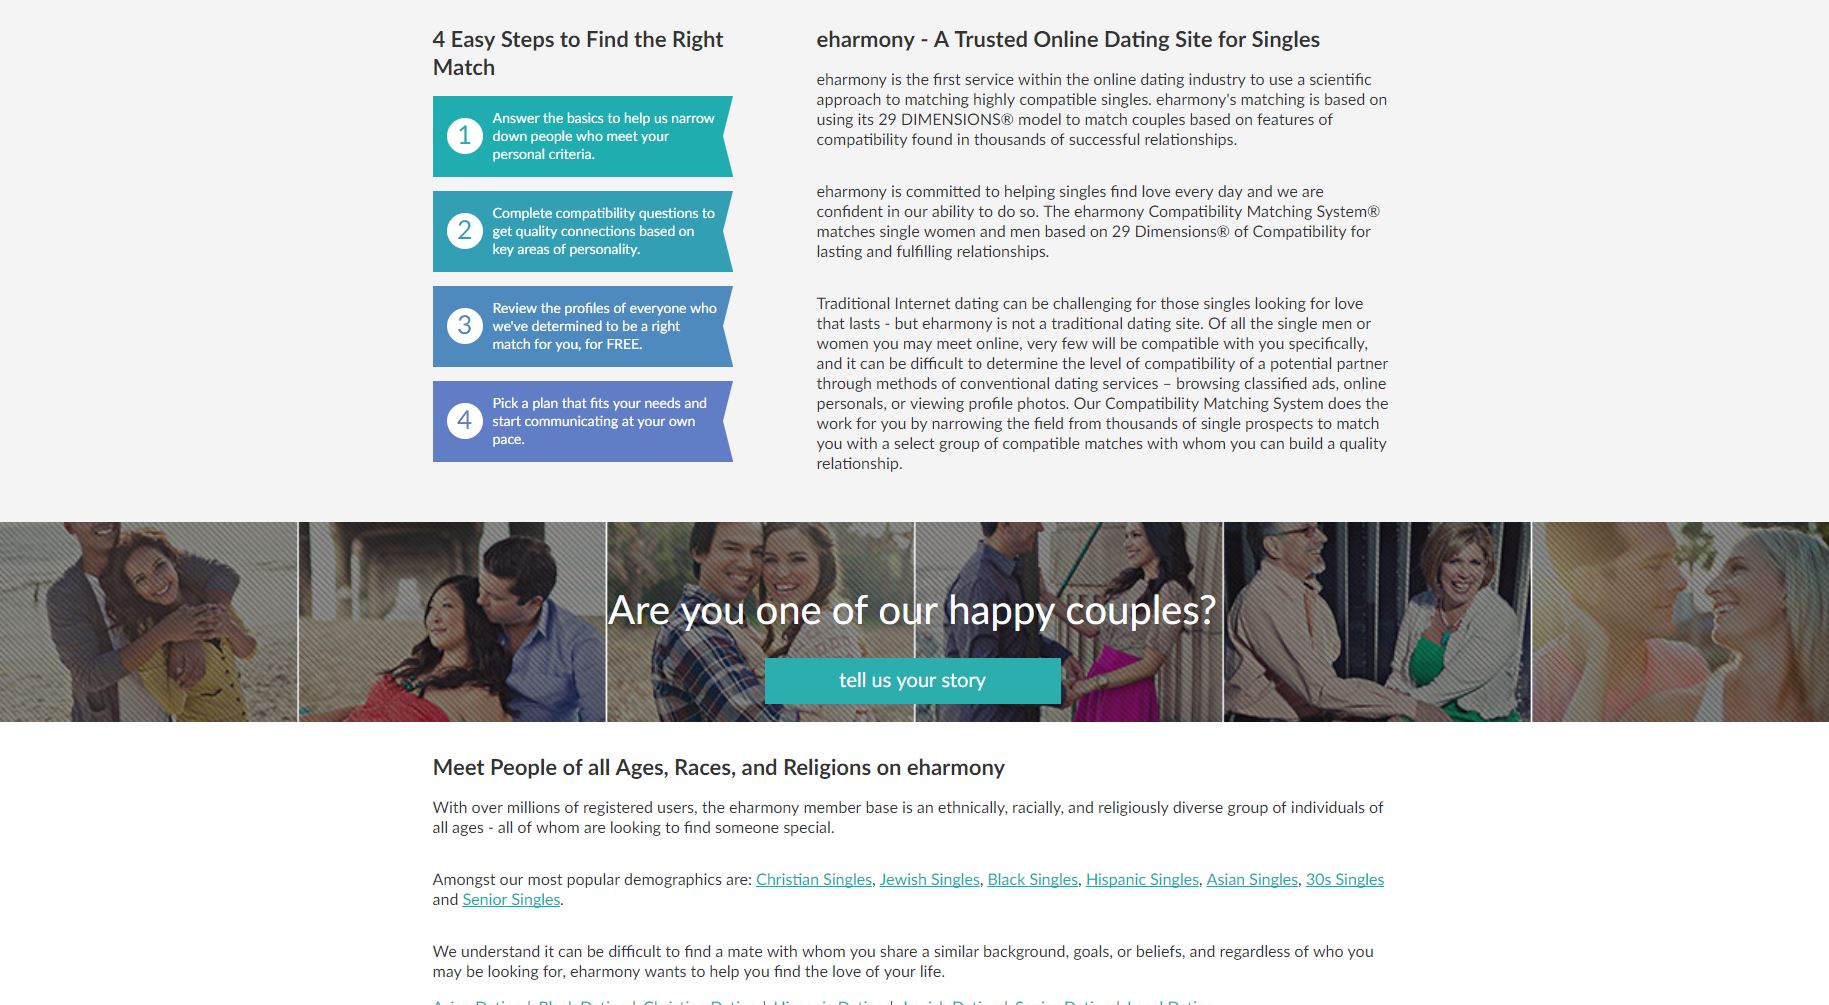 4 Easy Steps to Find the Right
Match
1
Answer the basics to help us narrow
down people who meet your
personal criteria.
2
Complete compatibility questions to
get quality connections based on
key areas of personality.
3
Review the profiles of everyone who
we've determined to be a right
match for you, for FREE.
4
Pick a plan that fits your needs and
start communicating at your own
pace.
eharmony - A Trusted Online Dating Site for Singles
eharmony is the first service within the online dating industry to use a scientific
approach to matching highly compatible singles. eharmony's matching is based on
using its 29 DIMENSIONS® model to match couples based on features of
compatibility found in thousands of successful relationships.
eharmony is committed to helping singles find love every day and we are
confident in our ability to do so. The eharmony Compatibility Matching System®
matches single women and men based on 29 Dimensions® of Compatibility for
lasting and fulfilling relationships.
Traditional Internet dating can be challenging for those singles looking for love
that lasts - but eharmony is not a traditional dating site. Of all the single men or
women you may meet online, very few will be compatible with you specifically,
and it can be difficult to determine the level of compatibility of a potential partner
through methods of conventional dating services – browsing classified ads, online
personals, or viewing profile photos. Our Compatibility Matching System does the
work for you by narrowing the field from thousands of single prospects to match
you with a select group of compatible matches with whom you can build a quality
relationship.
Are you one of our happy couples?
tell us your story
Meet People of all Ages, Races, and Religions on eharmony
With over millions of registered users, the eharmony member base is an ethnically, racially, and religiously diverse group of individuals of
all ages - all of whom are looking to find someone special.
Amongst our most popular demographics are: Christian Singles, Jewish Singles, Black Singles, Hispanic Singles, Asian Singles, 30s Singles
and Senior Singles.
We understand it can be difficult to find a mate with whom you share a similar background, goals, or beliefs, and regardless of who you
may be looking for, eharmony wants to help you find the love of your life.